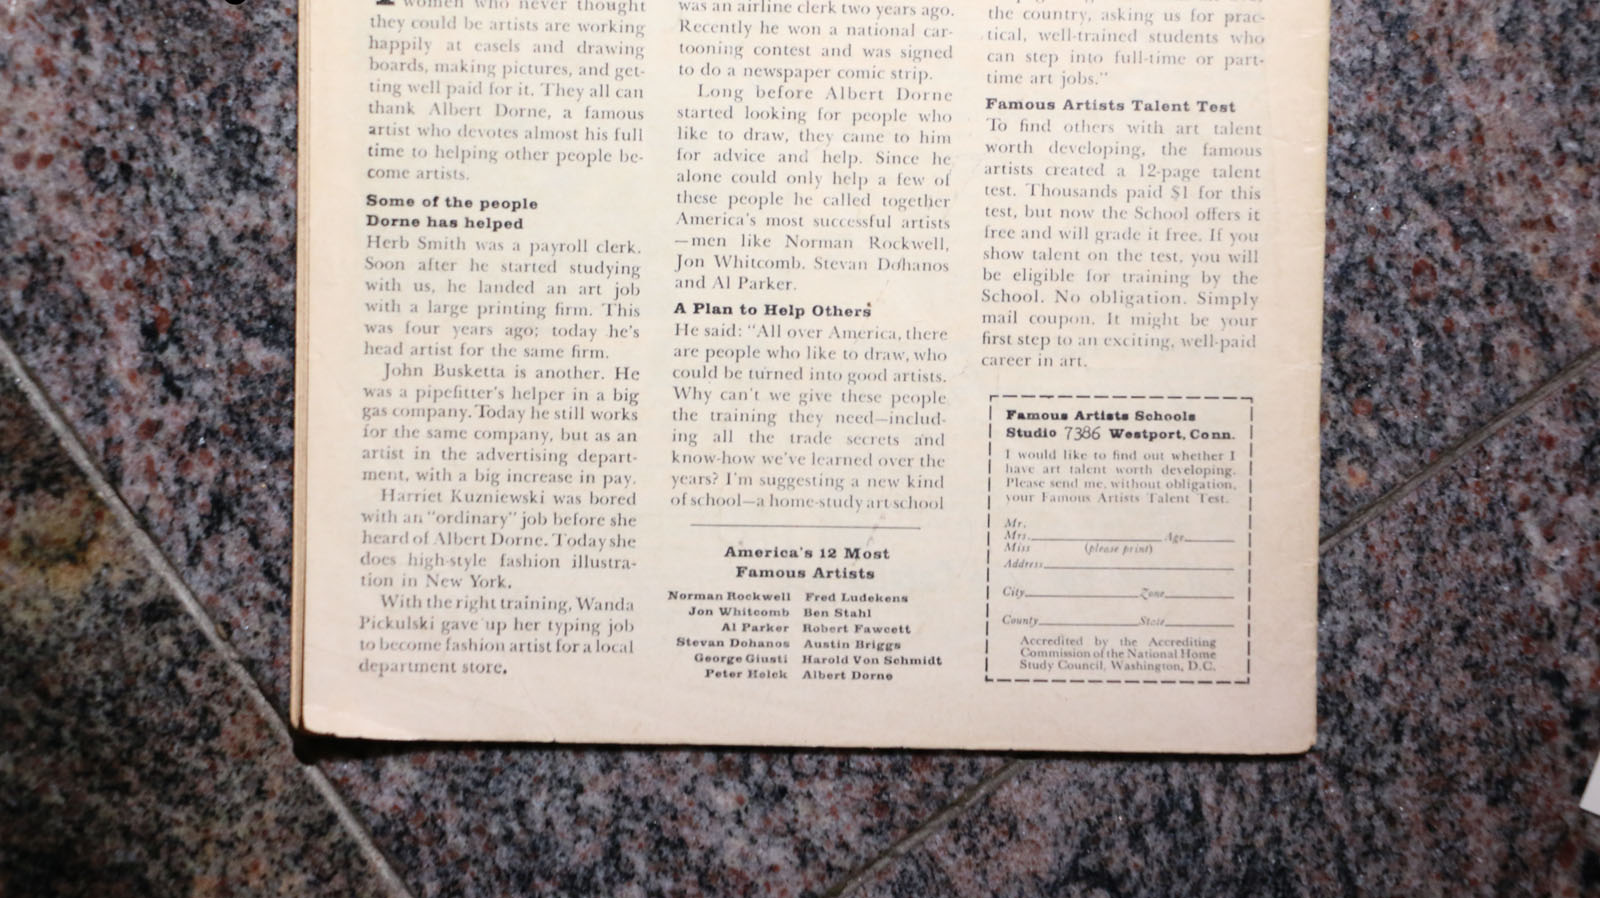 women who never thought
they could be artists are working
happily at easels and drawing
boards, making pictures, and get-
ting well paid for it. They all can
thank Albert Dorne, a famous
artist who devotes almost his full
time to helping other people be-
come artists.
Some of the people
Dorne has helped
Herb Smith was a payroll clerk.
Soon after he started studying
with us, he landed an art job
with a large printing firm. This
was four years ago; today he's
head artist for the same firm.
John Busketta is another. He
was a pipefitter's helper in a big
gas company. Today he still works
for the same company, but as an
artist in the advertising depart-
ment, with a big increase in pay.
Harriet Kuzniewski was bored
with an "ordinary" job before she
heard of Albert Dorne. Today she
does high-style fashion illustra-
tion in New York.
With the right training, Wanda
Pickulski gave up her typing job
to become fashion artist for a local
department store.
was an airline clerk two years ago.
Recently he won a national car-
tooning contest and was signed
to do a newspaper comic strip.
Long before Albert Dorne
started looking for people who
like to draw, they came to him
for advice and help. Since he
alone could only help a few of
these people he called together
America's most successful artists
—men like Norman Rockwell,
Jon Whitcomb, Stevan Dohanos
and Al Parker.
A Plan to Help Others
He said: "All over America, there
are people who like to draw, who
could be turned into good artists.
Why can't we give these people
the training they need—includ-
ing all the trade secrets and
know-how we've learned over the
years? I'm suggesting a new kind
of school—a home-study art school
America's 12 Most
Famous Artists
Norman Rockwell Fred Ludekens
Jon Whitcomb Ben Stahl
Al Parker Robert Fawcett
Stevan Dohanos Austin Briggs
George Giusti Harold Von Schmidt
Peter Helck Albert Dorne
the country, asking us for prac-
tical, well-trained students who
can step into full-time or part-
time art jobs."
Famous Artists Talent Test
To find others with art talent
worth developing, the famous
artists created a 12-page talent
test. Thousands paid $1 for this
test, but now the School offers it
free and will grade it free. If you
show talent on the test, you will
be eligible for training by the
School. No obligation. Simply
mail coupon. It might be your
first step to an exciting, well-paid
career in art.
Famous Artists Schools
Studio 7386 Westport, Conn.
I would like to find out whether I
have art talent worth developing.
Please send me, without obligation,
your Famous Artists Talent Test.
Mr.
Mrs. Age
Miss (please print)
Address
City Zone
County State
Accredited by the Accrediting
Commission of the National Home
Study Council, Washington, D.C.